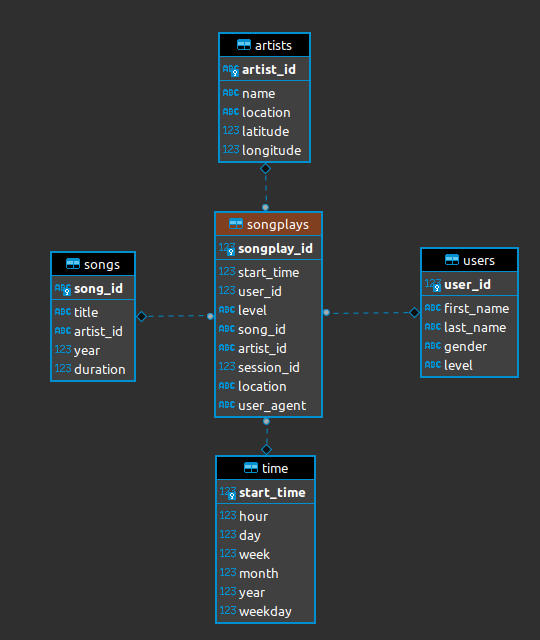 artists
ABC artist_id
ABC name
ABC location
123 latitude
123 longitude
songplays
123 songplay_id
123 start_time
123 user_id
ABC level
ABC song_id
ABC artist_id
123 session_id
ABC location
ABC user_agent
songs
ABC song_id
ABC title
ABC artist_id
123 year
123 duration
users
123 user_id
ABC first_name
ABC last_name
ABC gender
ABC level
time
123 start_time
123 hour
123 day
123 week
123 month
123 year
123 weekday